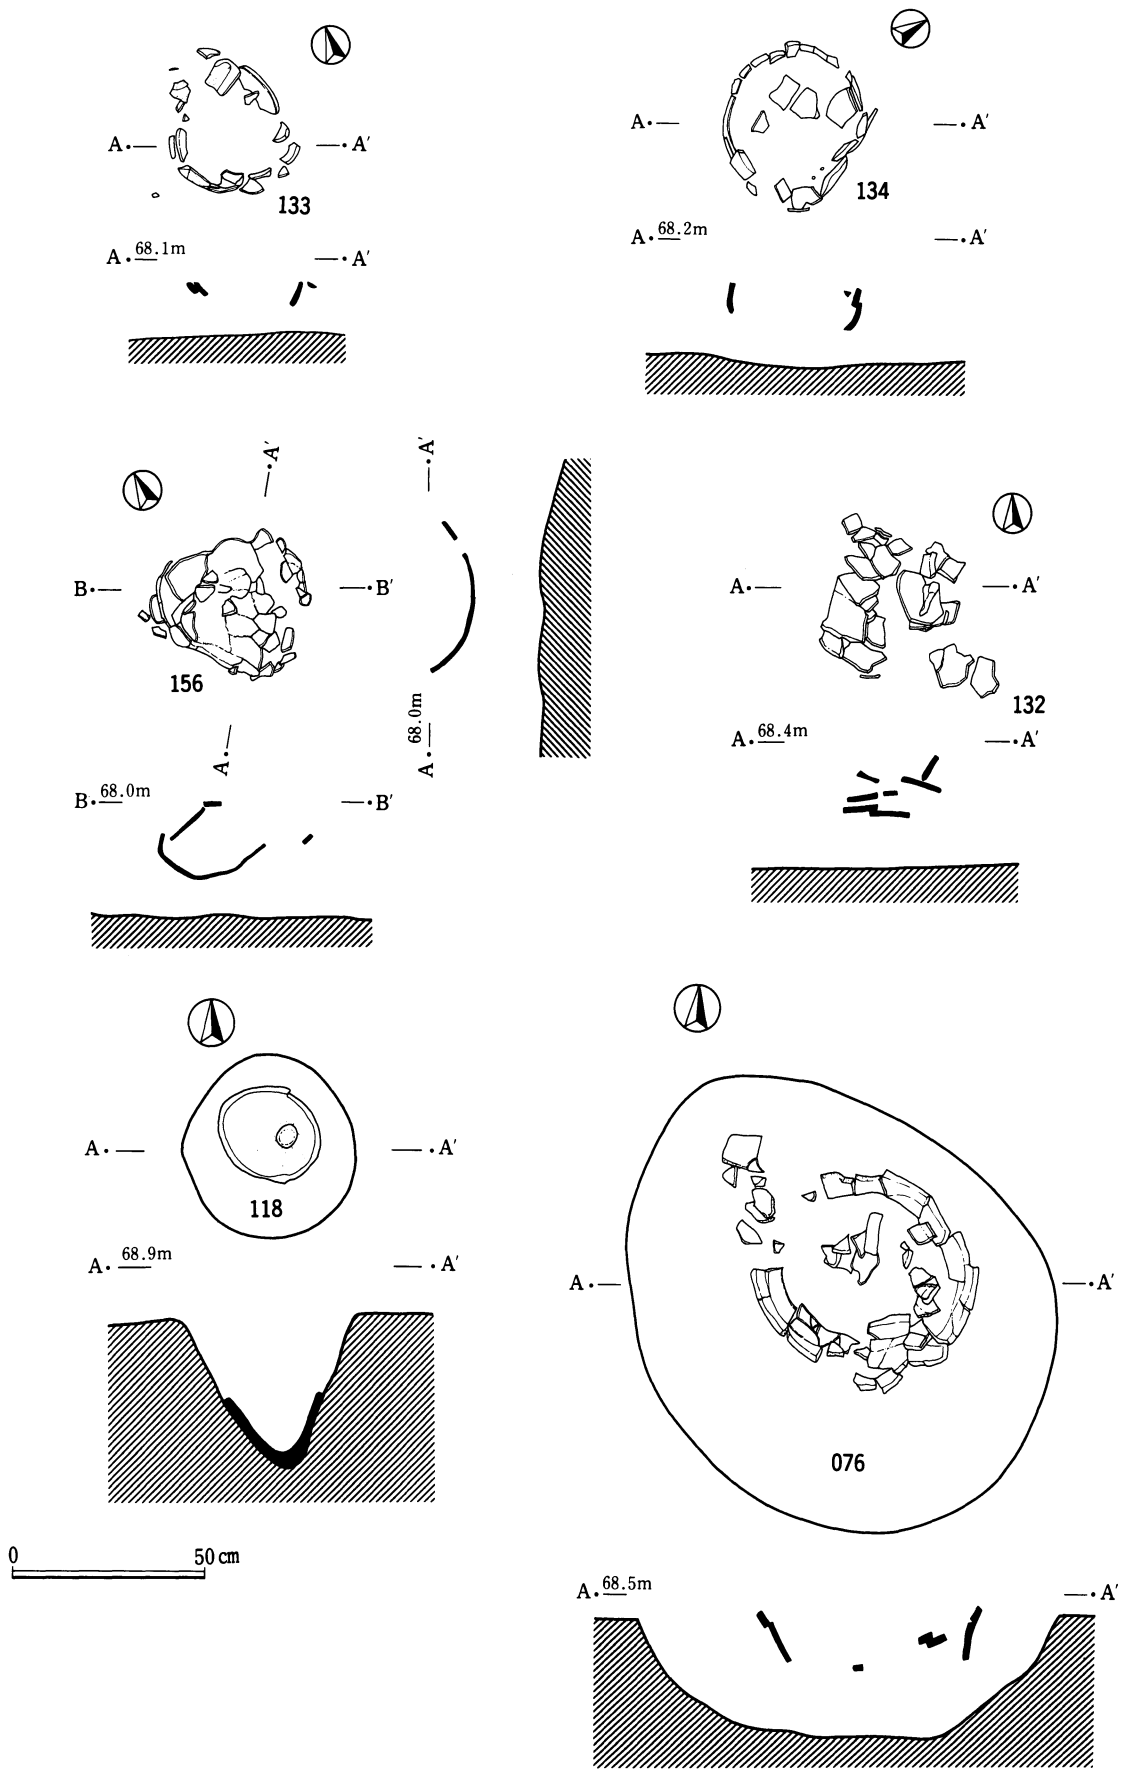 A A′
133
A 68.1m A′
A A′
134
A 68.2m A′
A′ A′
B B′
156
A A 68.0m
B 68.0m B′
A A′
132
A 68.4m A′
A A′
118
A 68.9m A′
A A′
076
0 50cm
A 68.5m A′